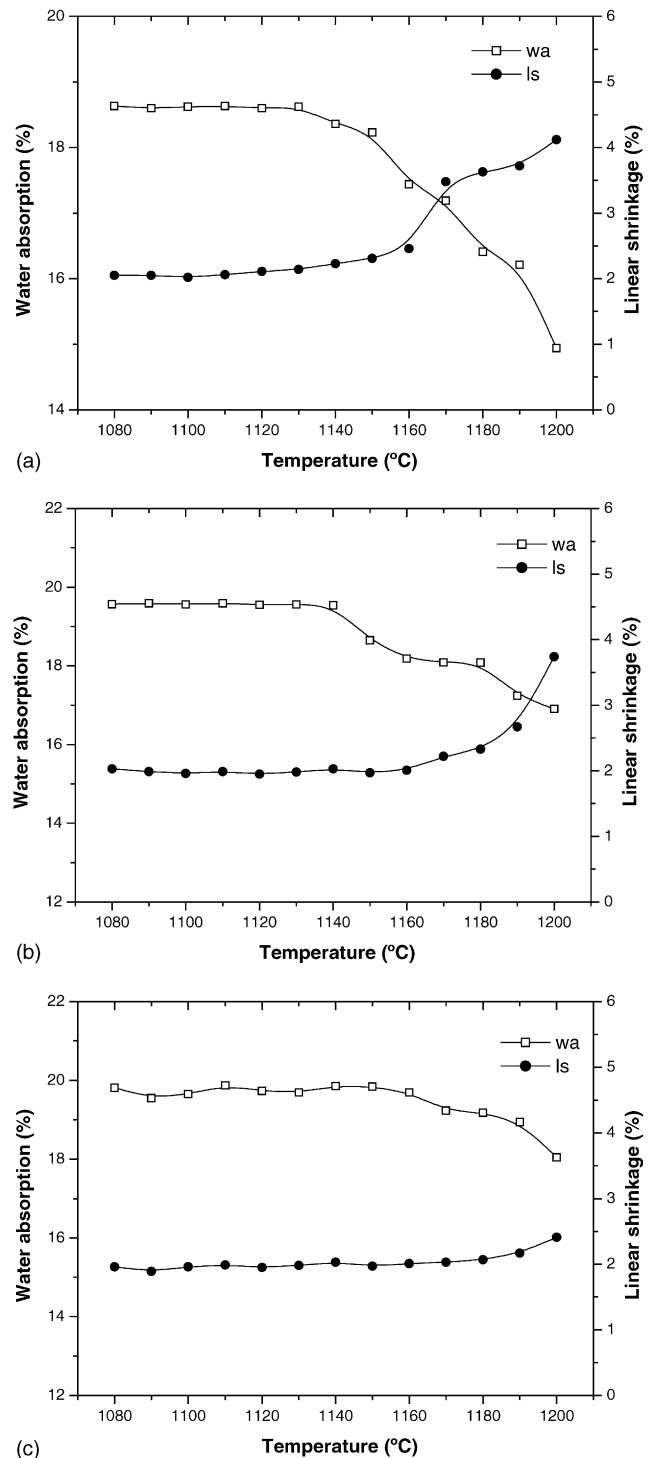 20
18
16
14
Water absorption (%)
6
5
4
3
2
1
0
Linear shrinkage (%)
wa
ls
1080 1100 1120 1140 1160 1180 1200
Temperature (ºC)
(a)
22
20
18
16
14
12
Water absorption (%)
6
5
4
3
2
1
0
Linear shrinkage (%)
wa
ls
1080 1100 1120 1140 1160 1180 1200
Temperature (ºC)
(b)
22
20
18
16
14
12
Water absorption (%)
6
5
4
3
2
1
0
Linear shrinkage (%)
wa
ls
1080 1100 1120 1140 1160 1180 1200
Temperature (ºC)
(c)